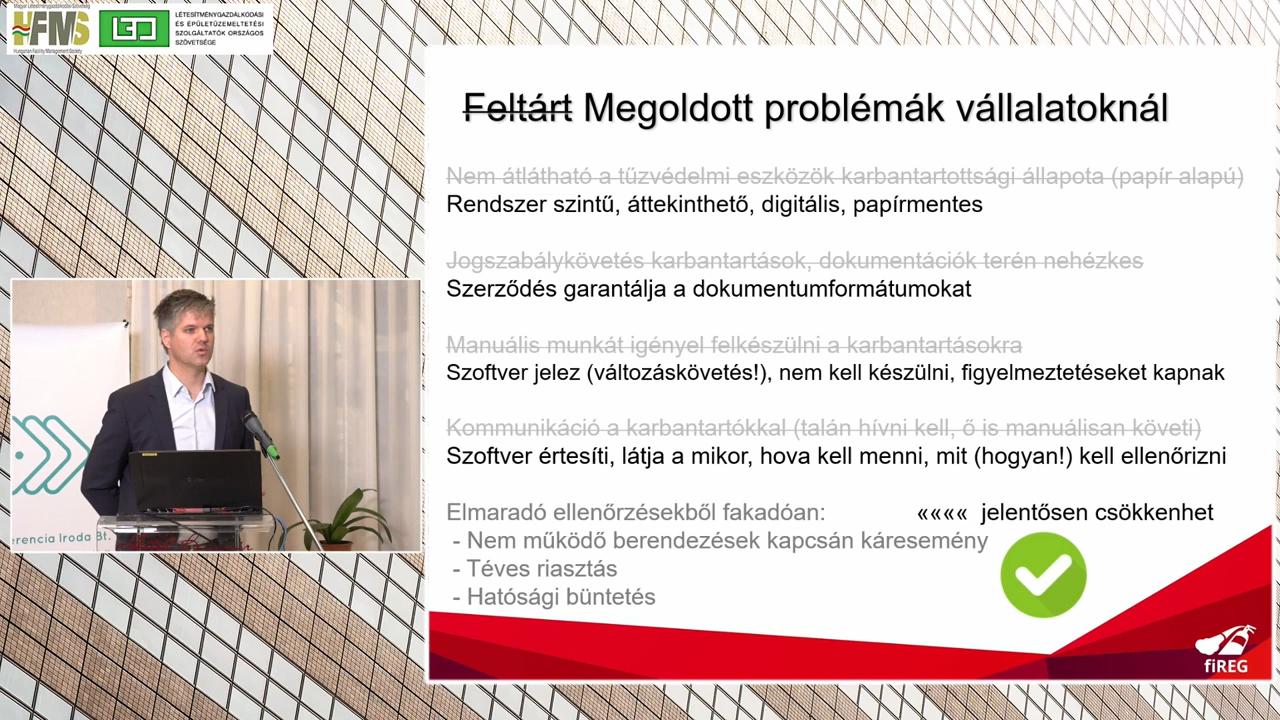 Magyar Létesítménygazdálkodási Szövetség
HFMS
Hungarian Facility Management Society
LÉTESÍTMÉNYGAZDÁLKODÁSI
ÉS ÉPÜLETÜZEMELTETÉSI
SZOLGÁLTATÓK ORSZÁGOS
SZÖVETSÉGE
Feltárt Megoldott problémák vállalatoknál
Nem átlátható a tűzvédelmi eszközök karbantartottsági állapota (papír alapú)
Rendszer szintű, áttekinthető, digitális, papírmentes
Jogszabálykövetés karbantartások, dokumentációk terén nehézkes
Szerződés garantálja a dokumentumformátumokat
Manuális munkát igényel felkészülni a karbantartásokra
Szoftver jelez (változáskövetés!), nem kell készülni, figyelmeztetéseket kapnak
Kommunikáció a karbantartókkal (talán hívni kell, ő is manuálisan követi)
Szoftver értesíti, látja a mikor, hova kell menni, mit (hogyan!) kell ellenőrizni
Elmaradó ellenőrzésekből fakadóan: «««« jelentősen csökkenhet
- Nem működő berendezések kapcsán káresemény
- Téves riasztás
- Hatósági büntetés
fiREG
erencia Iroda Bt.